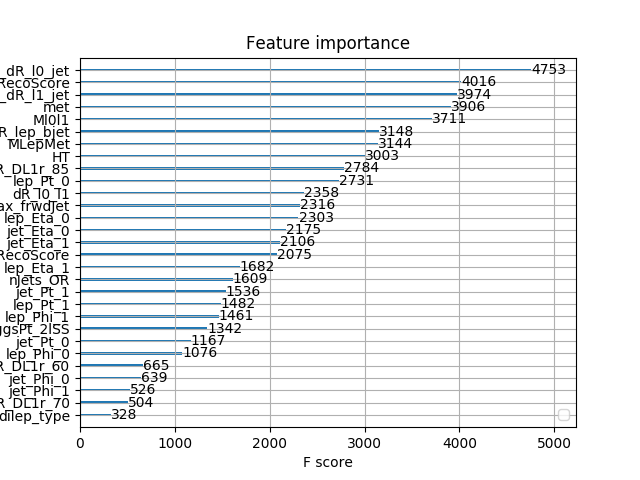 Feature importance
dR_l0_jet 4753
RecoScore 4016
dR_l1_jet 3974
met 3906
Ml0l1 3711
R_lep_bjet 3148
MLepMet 3144
HT 3003
R_DL1r_85 2784
lep_Pt_0 2731
dR_l0_l1 2358
ax_frwdjet 2316
lep_Eta_0 2303
jet_Eta_0 2175
jet_Eta_1 2106
RecoScore 2075
lep_Eta_1 1682
nJets_OR 1609
jet_Pt_1 1536
lep_Pt_1 1482
lep_Phi_1 1461
ggsPt_2lSS 1342
jet_Pt_0 1167
lep_Phi_0 1076
R_DL1r_60 665
jet_Phi_0 639
jet_Phi_1 526
R_DL1r_70 504
dilep_type 328
0 1000 2000 3000 4000 5000
F score